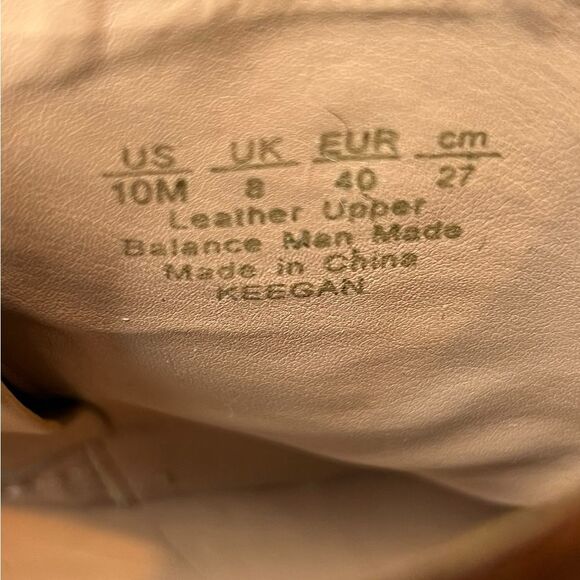 US UK EUR cm
10M 8 40 27
Leather Upper
Balance Man Made
Made in China
KEEGAN